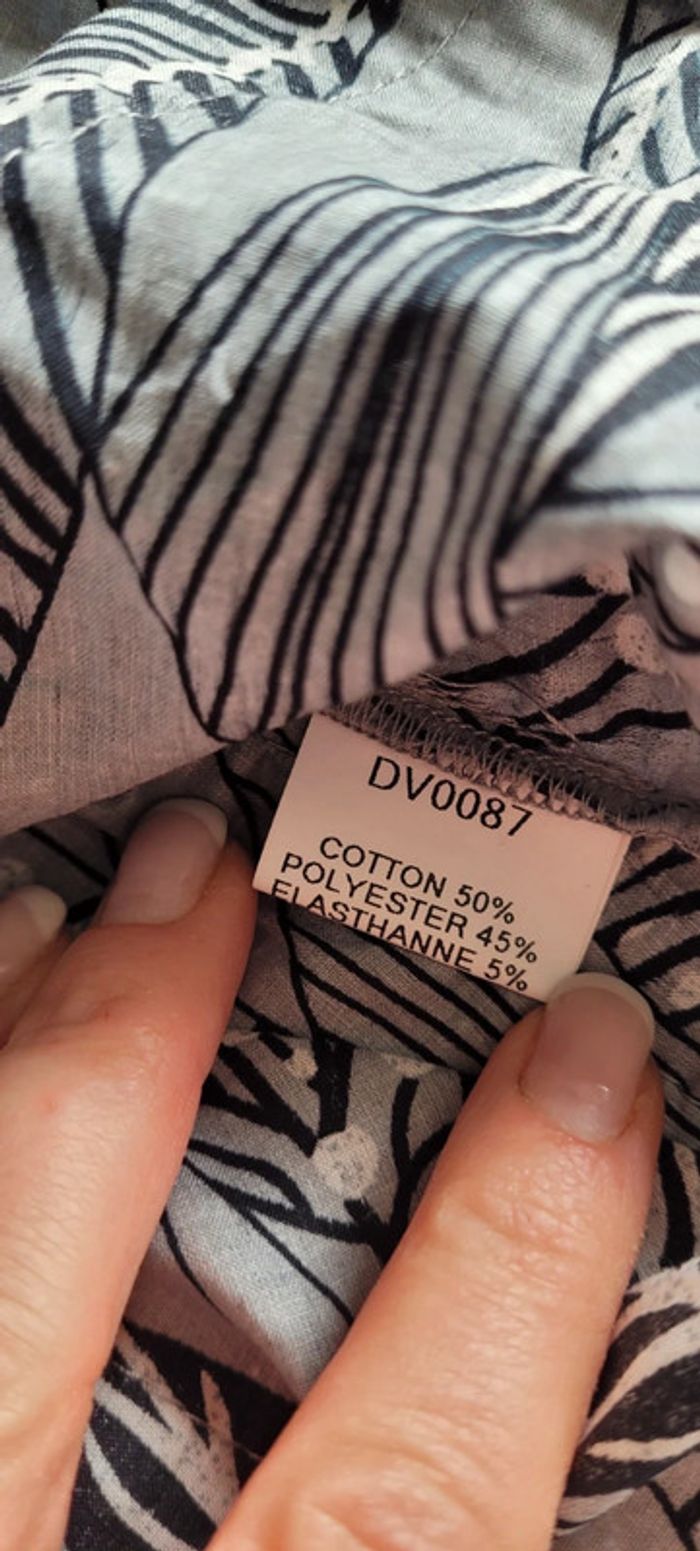 DV0087
COTTON 50%
POLYESTER 45%
ELASTHANNE 5%